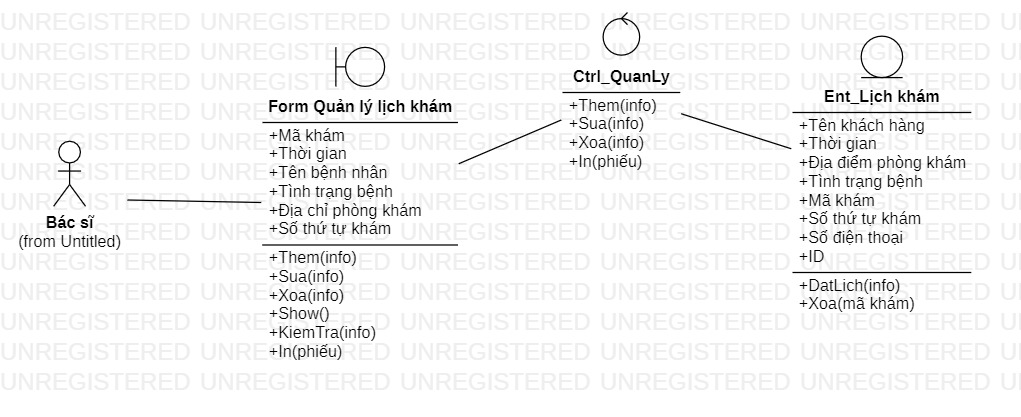 UNREGISTERED UNREGISTERED UNREGISTERED UNREGISTERED UNREGISTERED UN
Bác sĩ
(from Untitled)
Form Quản lý lịch khám
+Mã khám
+Thời gian
+Tên bệnh nhân
+Tình trạng bệnh
+Địa chỉ phòng khám
+Số thứ tự khám
+Them(info)
+Sua(info)
+Xoa(info)
+Show()
+KiemTra(info)
+In(phiếu)
Ctrl_QuanLy
+Them(info)
+Sua(info)
+Xoa(info)
+In(phiếu)
Ent_Lịch khám
+Tên khách hàng
+Thời gian
+Địa điểm phòng khám
+Tình trạng bệnh
+Mã khám
+Số thứ tự khám
+Số điện thoại
+ID
+DatLich(info)
+Xoa(mã khám)